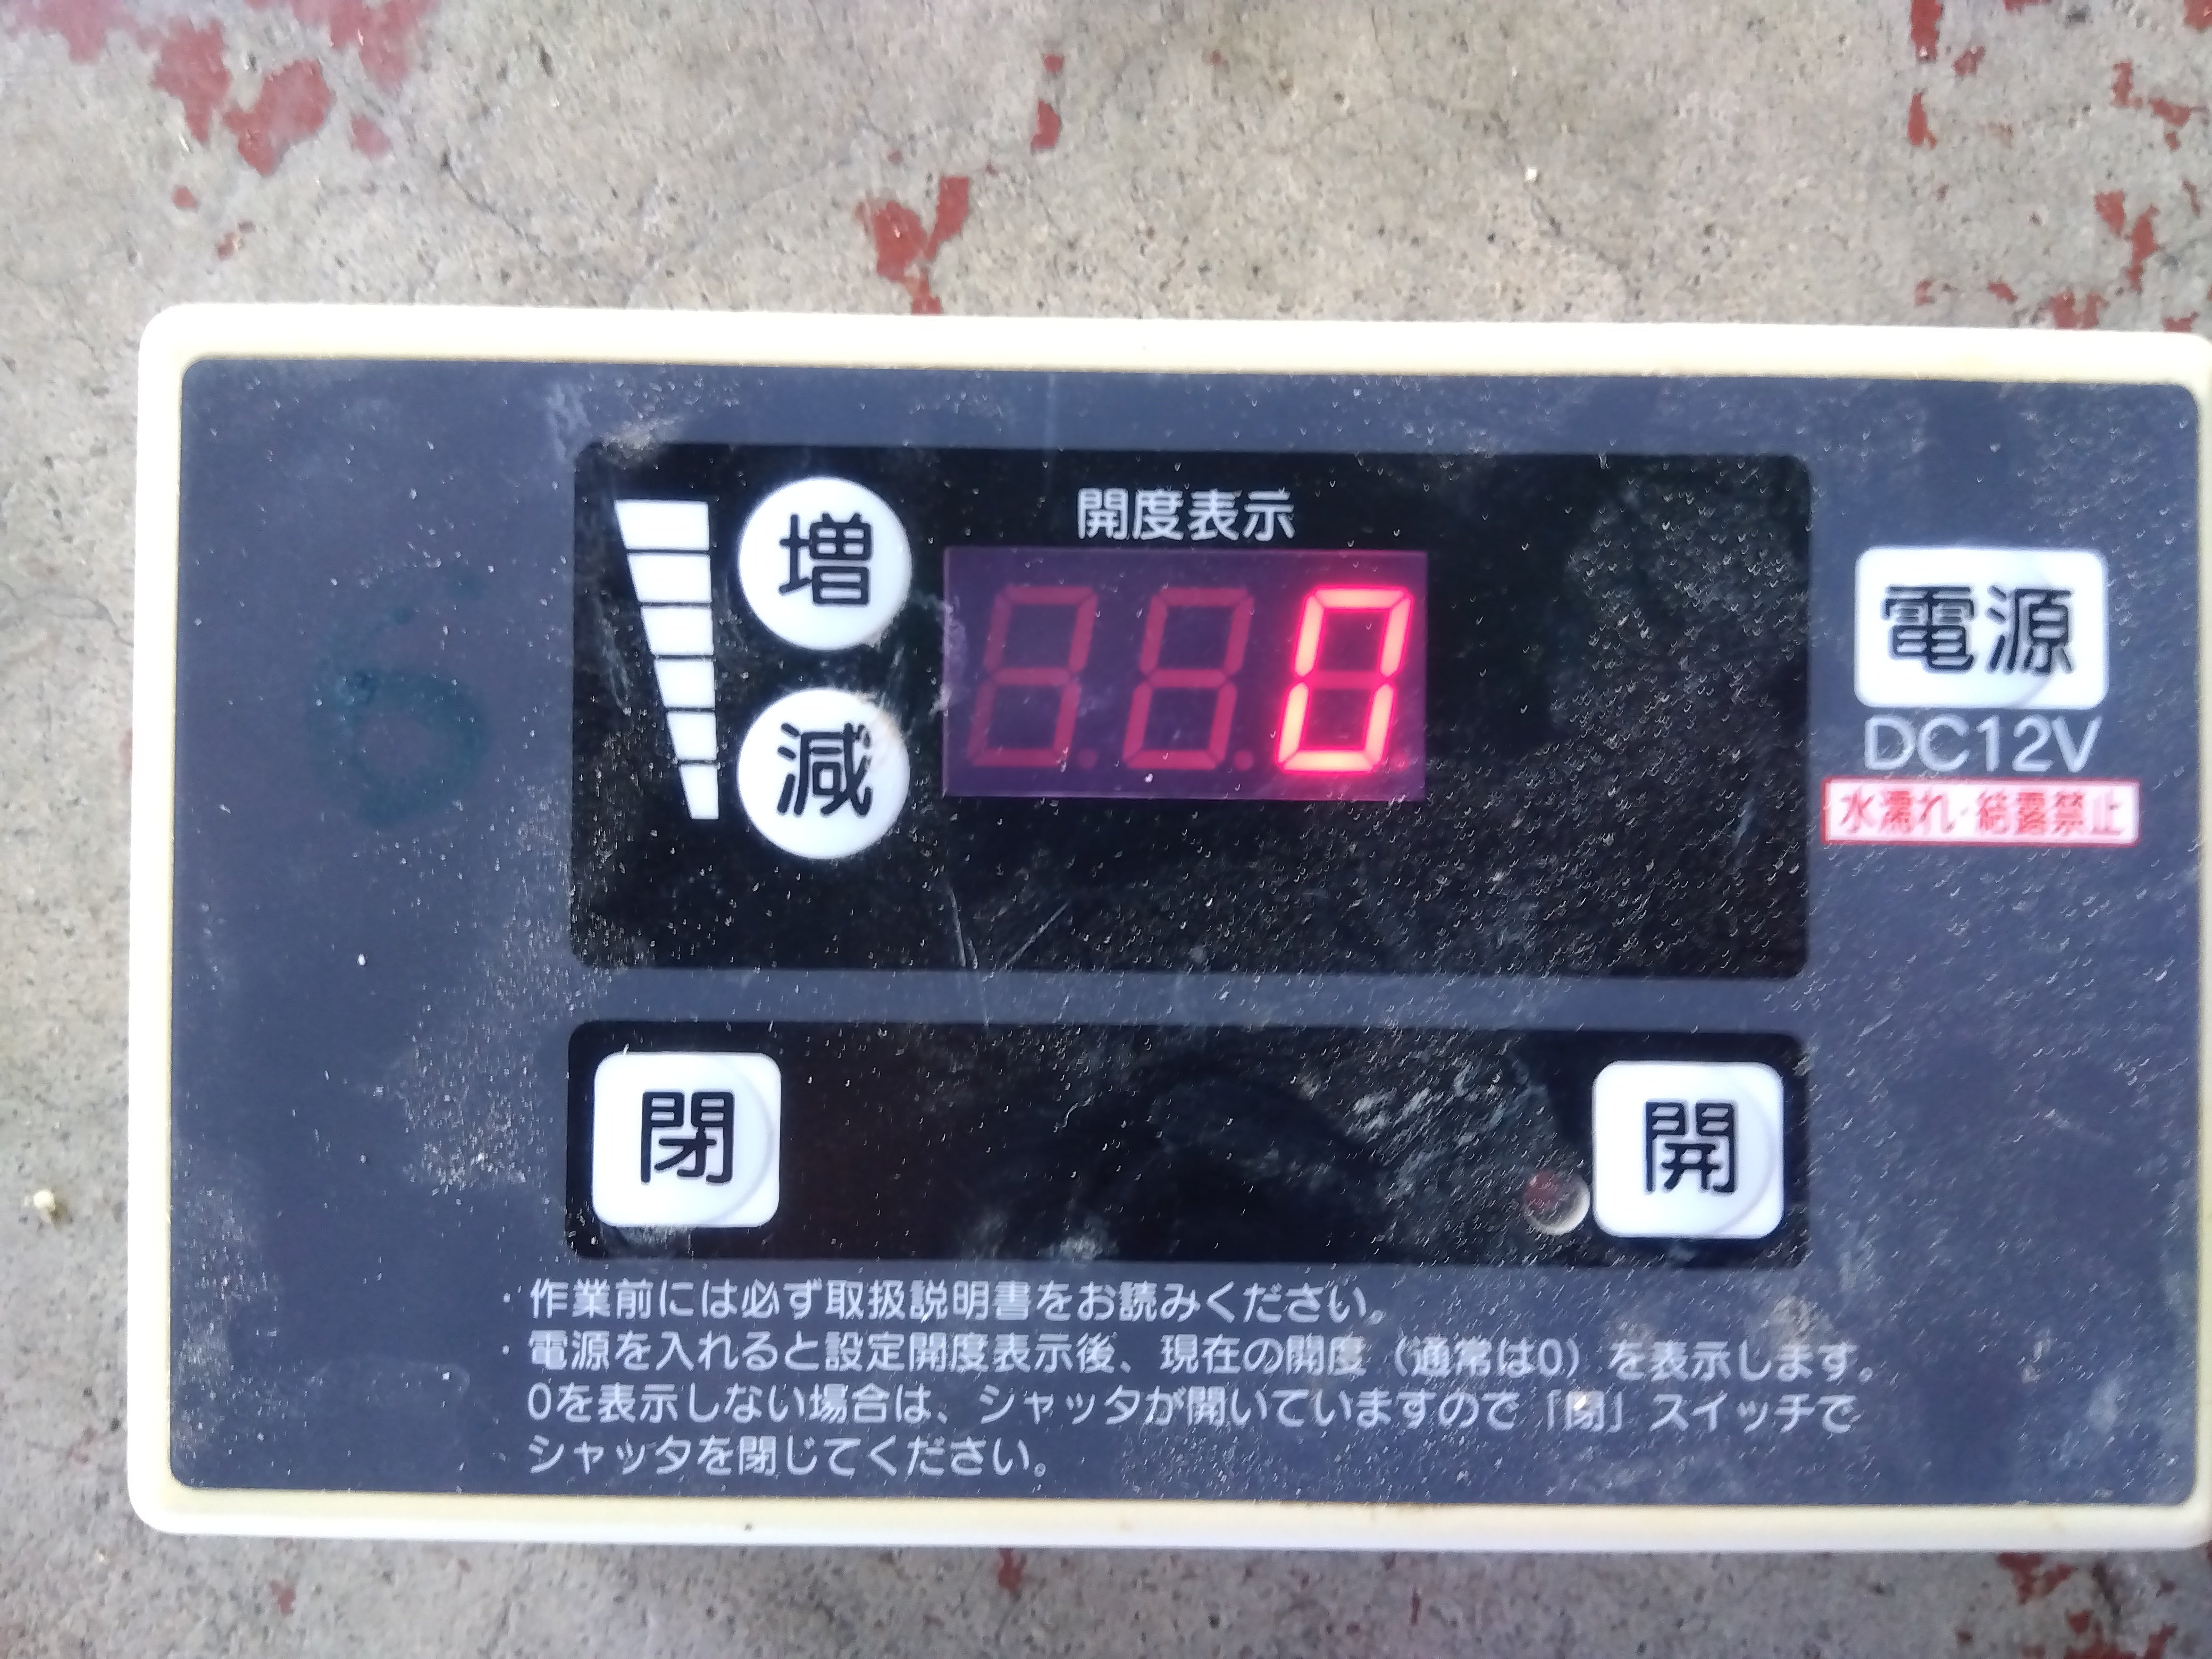 開度表示
増
0
減
電源
DC12V
水濡れ・結露禁止
閉
開
・作業前には必ず取扱説明書をお読みください。
・電源を入れると設定開度表示後、現在の開度（通常は0）を表示します。
0を表示しない場合は、シャッタが開いていますので「閉」スイッチで
シャッタを閉じてください。